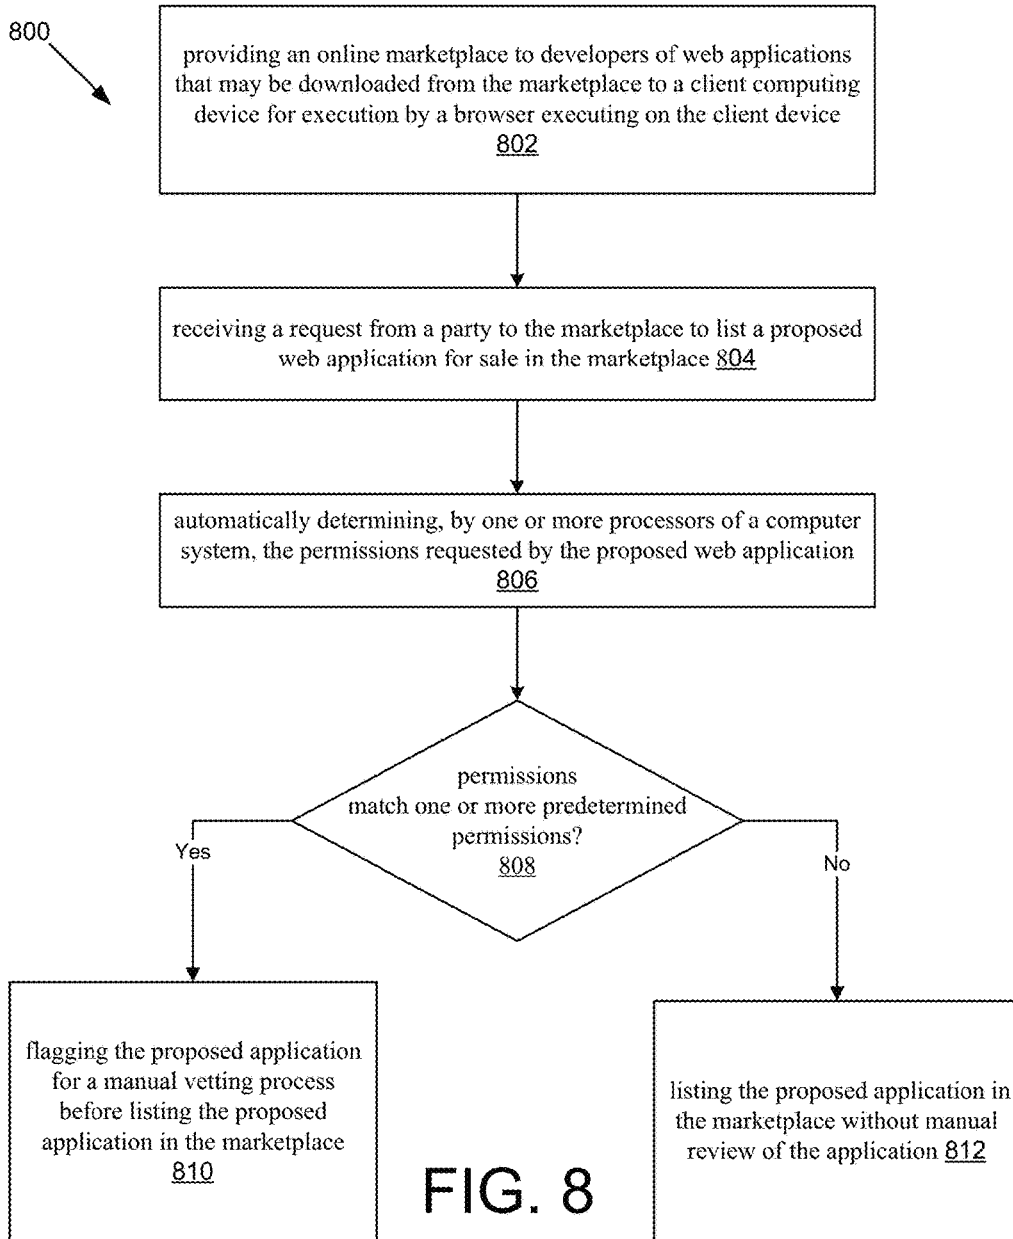 800
providing an online marketplace to developers of web applications
that may be downloaded from the marketplace to a client computing
device for execution by a browser executing on the client device
802
receiving a request from a party to the marketplace to list a proposed
web application for sale in the marketplace 804
automatically determining, by one or more processors of a computer
system, the permissions requested by the proposed web application
806
permissions
match one or more predetermined
permissions?
808
Yes
No
flagging the proposed application
for a manual vetting process
before listing the proposed
application in the marketplace
810
listing the proposed application in
the marketplace without manual
review of the application 812
FIG. 8